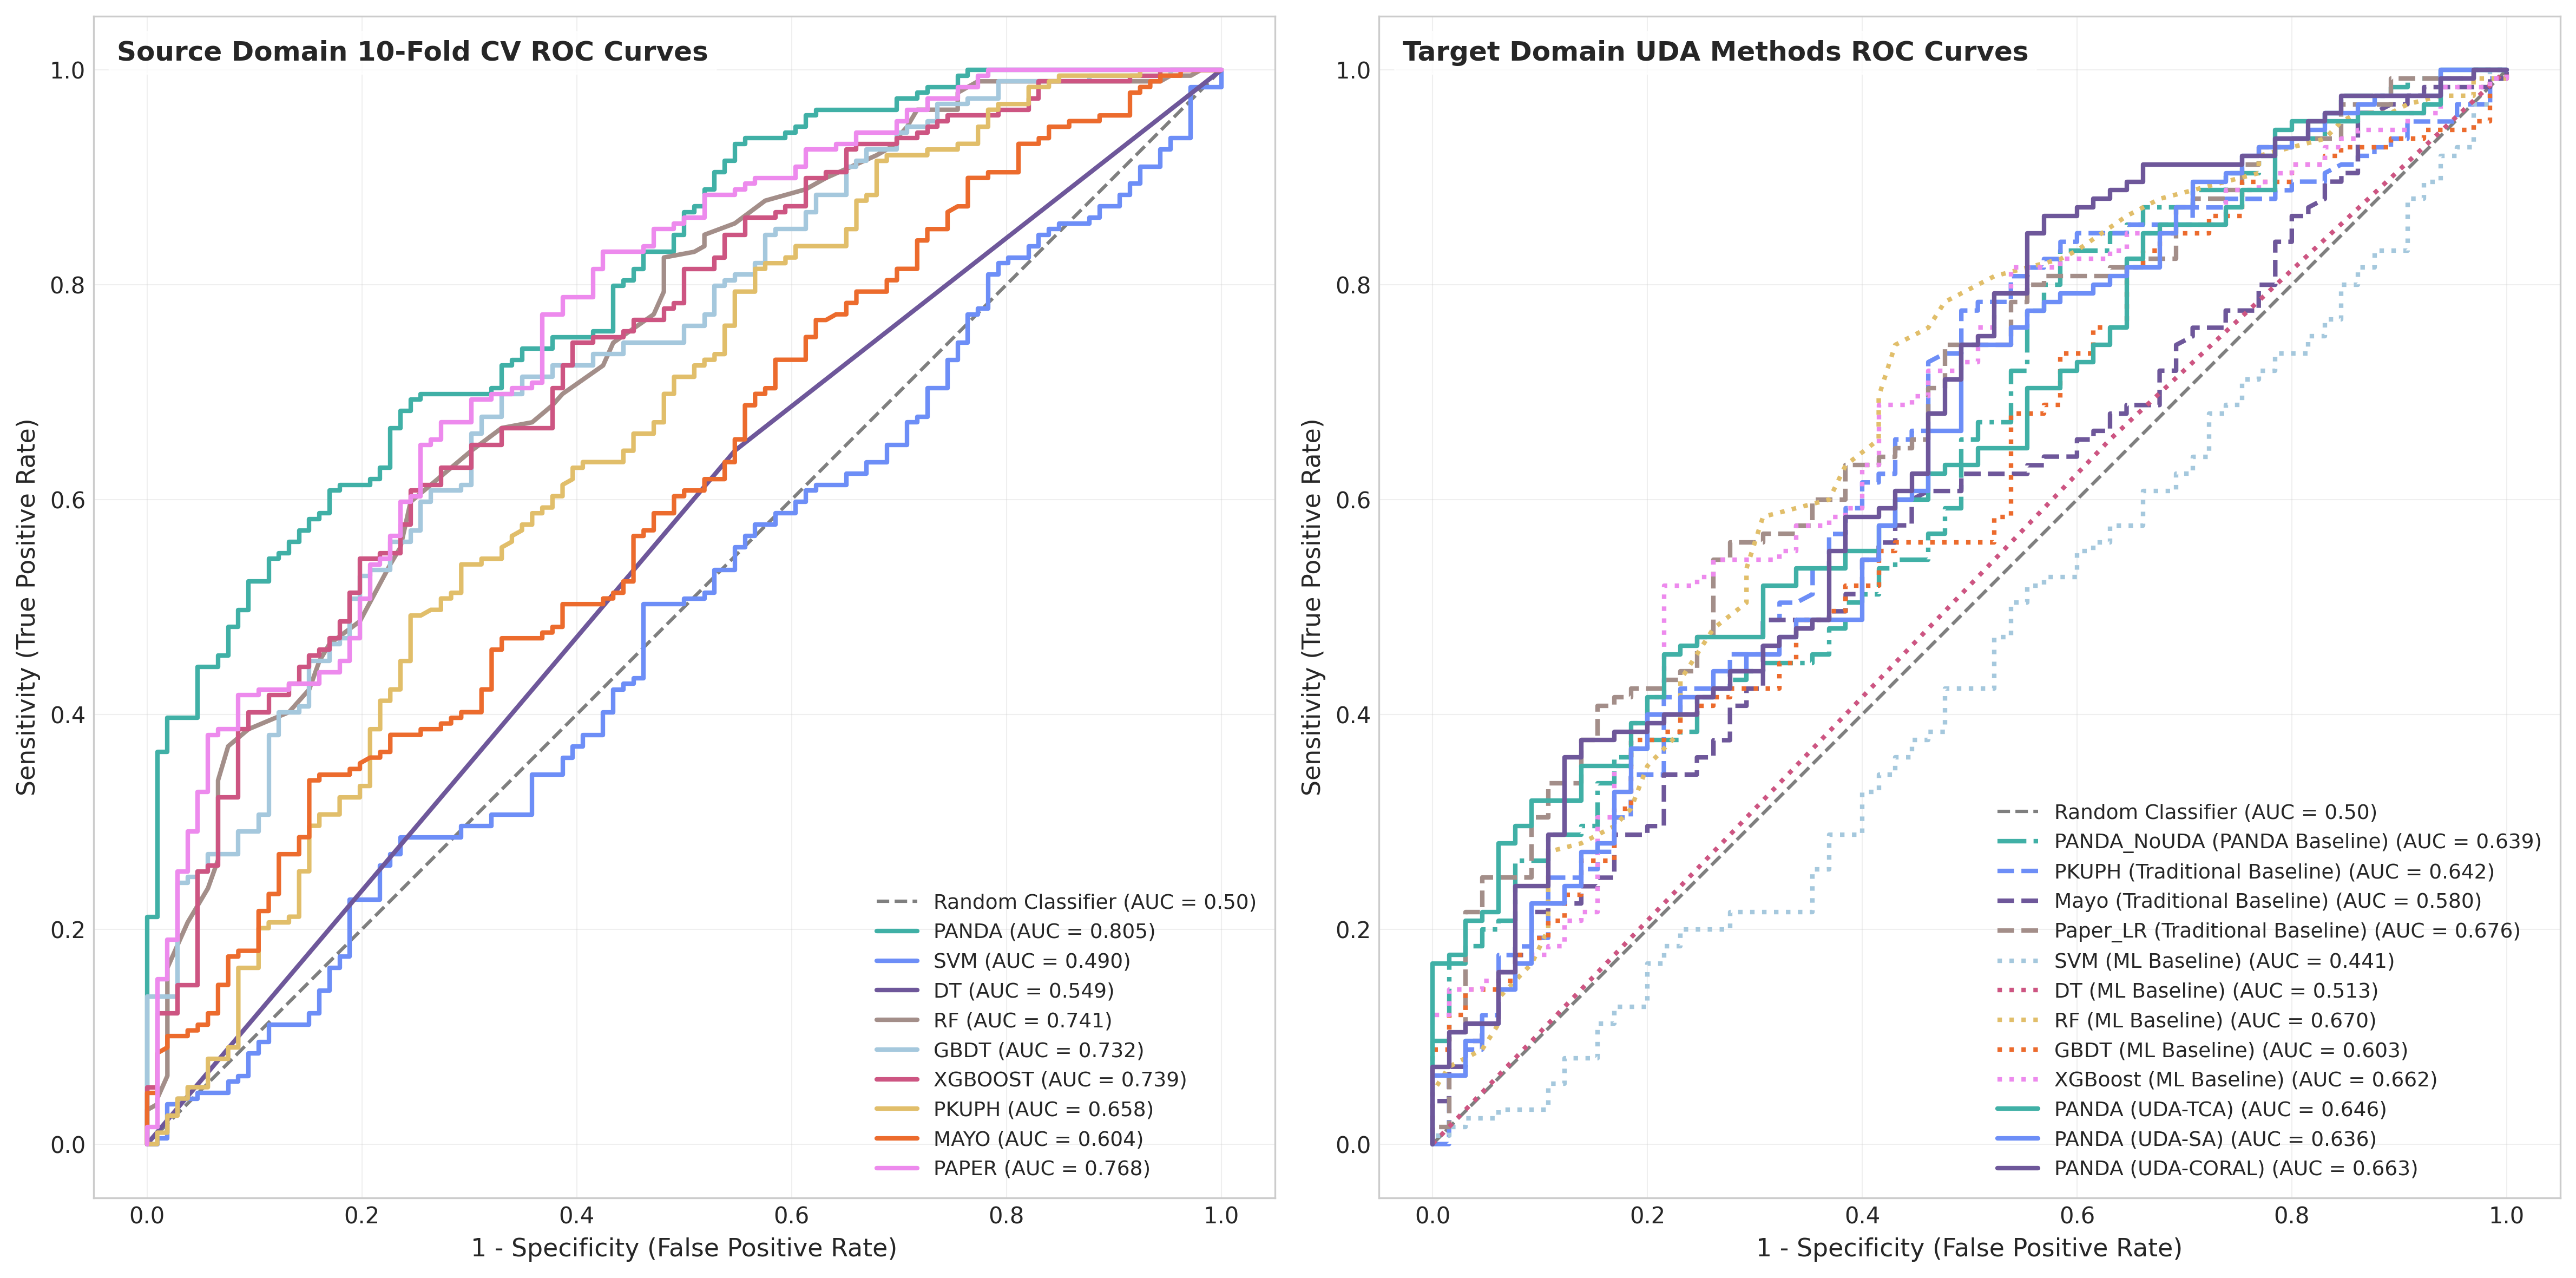 Source Domain 10-Fold CV ROC Curves
Sensitivity (True Positive Rate)
1.0
0.8
0.6
0.4
0.2
0.0
0.0 0.2 0.4 0.6 0.8 1.0
1 - Specificity (False Positive Rate)
Random Classifier (AUC = 0.50)
PANDA (AUC = 0.805)
SVM (AUC = 0.490)
DT (AUC = 0.549)
RF (AUC = 0.741)
GBDT (AUC = 0.732)
XGBOOST (AUC = 0.739)
PKUPH (AUC = 0.658)
MAYO (AUC = 0.604)
PAPER (AUC = 0.768)
Target Domain UDA Methods ROC Curves
Sensitivity (True Positive Rate)
1.0
0.8
0.6
0.4
0.2
0.0
0.0 0.2 0.4 0.6 0.8 1.0
1 - Specificity (False Positive Rate)
Random Classifier (AUC = 0.50)
PANDA_NoUDA (PANDA Baseline) (AUC = 0.639)
PKUPH (Traditional Baseline) (AUC = 0.642)
Mayo (Traditional Baseline) (AUC = 0.580)
Paper_LR (Traditional Baseline) (AUC = 0.676)
SVM (ML Baseline) (AUC = 0.441)
DT (ML Baseline) (AUC = 0.513)
RF (ML Baseline) (AUC = 0.670)
GBDT (ML Baseline) (AUC = 0.603)
XGBoost (ML Baseline) (AUC = 0.662)
PANDA (UDA-TCA) (AUC = 0.646)
PANDA (UDA-SA) (AUC = 0.636)
PANDA (UDA-CORAL) (AUC = 0.663)